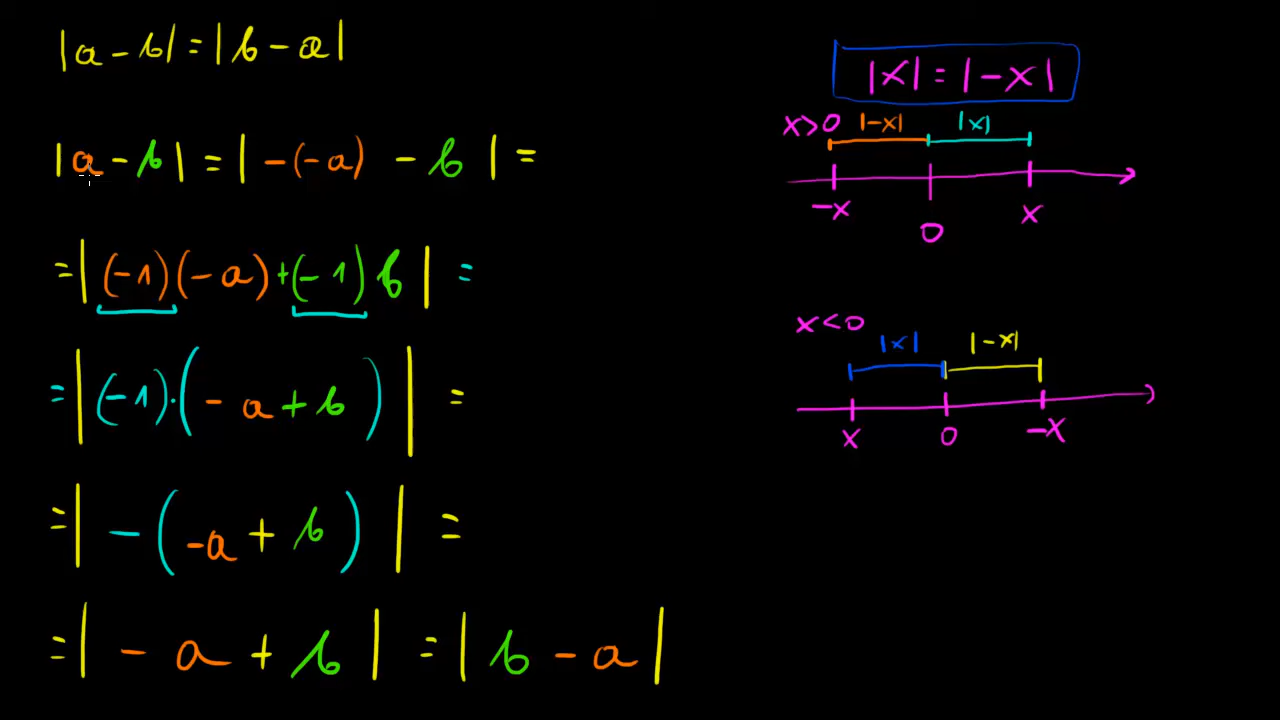 |a - b| = |b - a|
|a - b| = | -(-a) - b | =
= | (-1)(-a) + (-1) b | =
= | (-1) · ( - a + b ) | =
= | - ( -a + b ) | =
= | - a + b | = | b - a |
|x| = |-x|
x>0 |-x| |x|
-x 0 x
x<0
|x| |-x|
x 0 -x